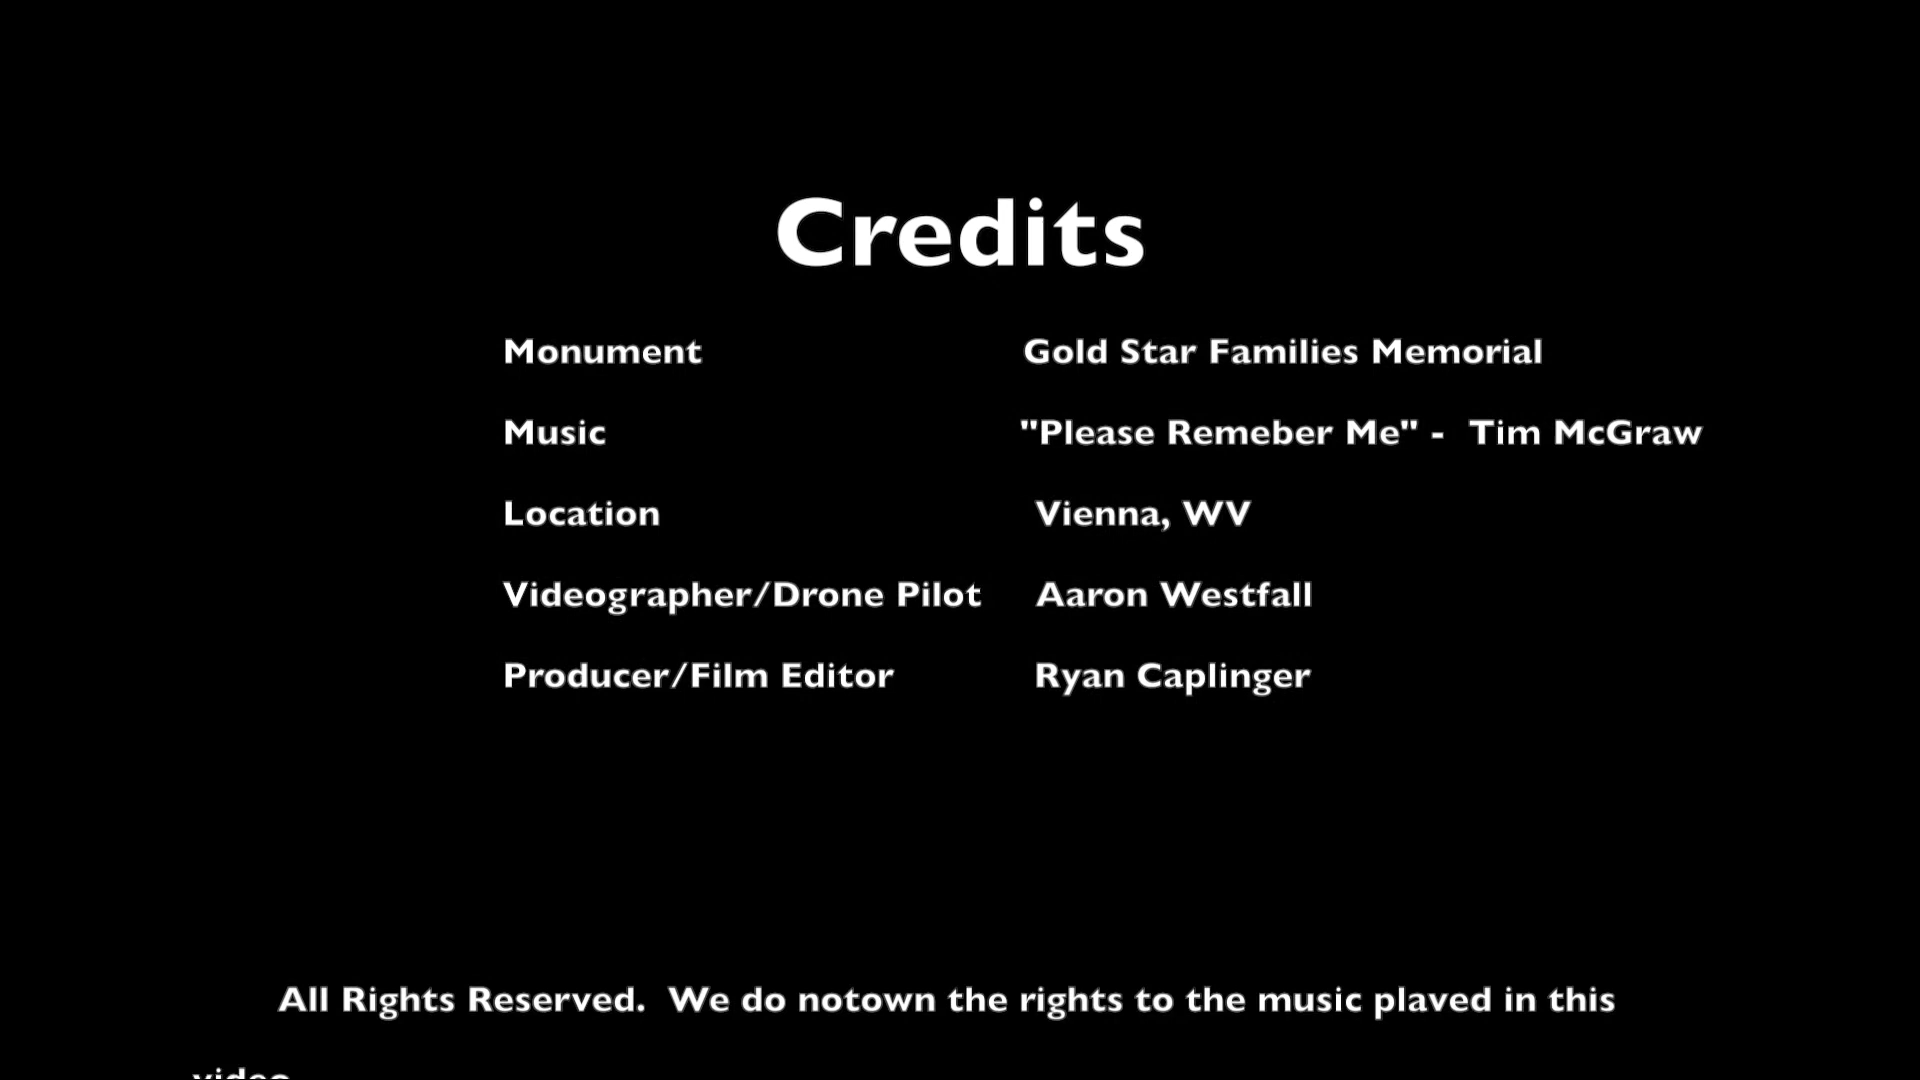 Credits
Monument Gold Star Families Memorial
Music "Please Remeber Me" - Tim McGraw
Location Vienna, WV
Videographer/Drone Pilot Aaron Westfall
Producer/Film Editor Ryan Caplinger
All Rights Reserved. We do notown the rights to the music plaved in this
video